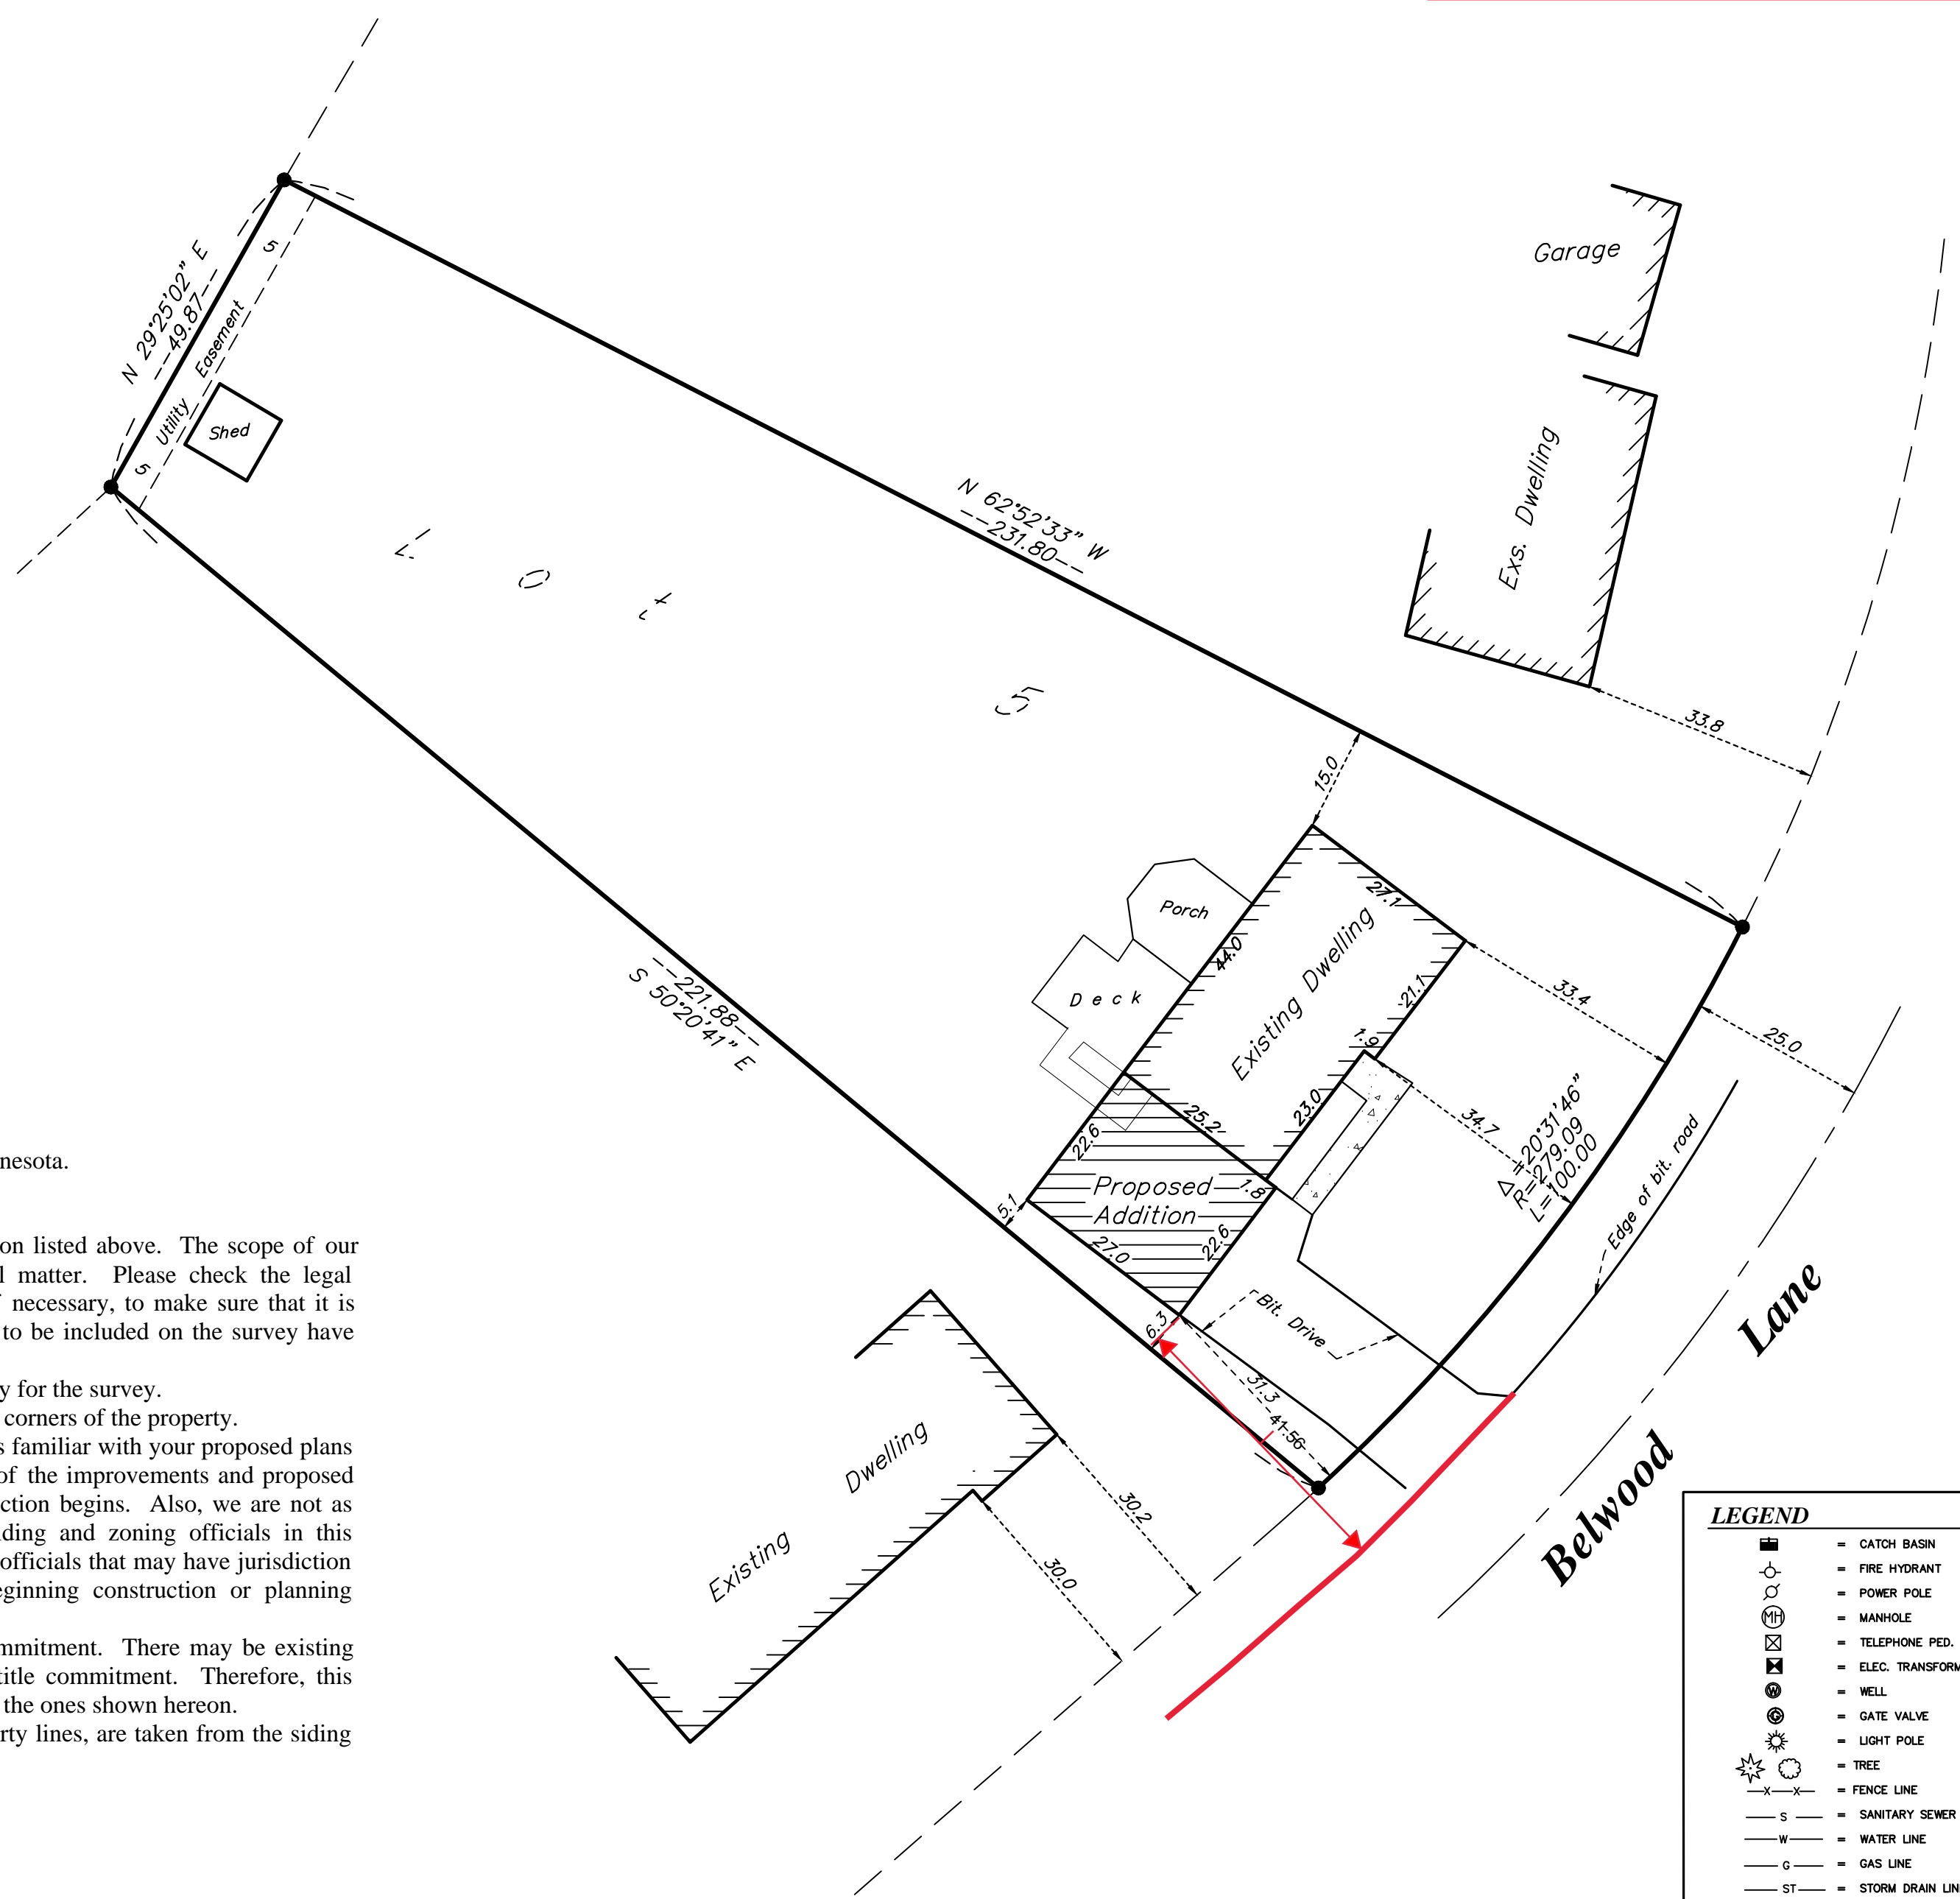 N 29°25'02" E
49.87
5
Utility Easement
5
Shed
Garage
Exs. Dwelling
33.8
N 62°52'33" W
231.80
L o t 5
15.0
Porch
Deck
44.0
27.1
Existing Dwelling
21.1
1.9
33.4
25.0
221.88
S 50°20'41" E
25.2
23.0
34.7
Δ=20°31'46"
R=279.09
L=100.00
Edge of bit. road
22.6
5.1
Proposed
Addition
1.8
27.0
22.6
6.3
Bit. Drive
31.3
41.56
Existing Dwelling
30.2
30.0
Belwood Lane
nesota.
on listed above. The scope of our
l matter. Please check the legal
f necessary, to make sure that it is
to be included on the survey have
y for the survey.
corners of the property.
s familiar with your proposed plans
of the improvements and proposed
ction begins. Also, we are not as
lding and zoning officials in this
officials that may have jurisdiction
eginning construction or planning
mmitment. There may be existing
title commitment. Therefore, this
the ones shown hereon.
rty lines, are taken from the siding
LEGEND
= CATCH BASIN
= FIRE HYDRANT
= POWER POLE
MH = MANHOLE
= TELEPHONE PED.
= ELEC. TRANSFORM
W = WELL
G = GATE VALVE
= LIGHT POLE
= TREE
x x = FENCE LINE
S = SANITARY SEWER
W = WATER LINE
G = GAS LINE
ST = STORM DRAIN LIN